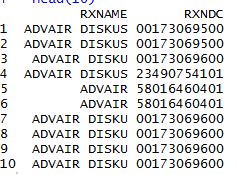 head(10)
RXNAME RXNDC
1 ADVAIR DISKUS 00173069500
2 ADVAIR DISKUS 00173069500
3 ADVAIR DISKU 00173069600
4 ADVAIR DISKUS 23490754101
5 ADVAIR 58016460401
6 ADVAIR 58016460401
7 ADVAIR DISKU 00173069600
8 ADVAIR DISKU 00173069600
9 ADVAIR DISKU 00173069600
10 ADVAIR DISKU 00173069600